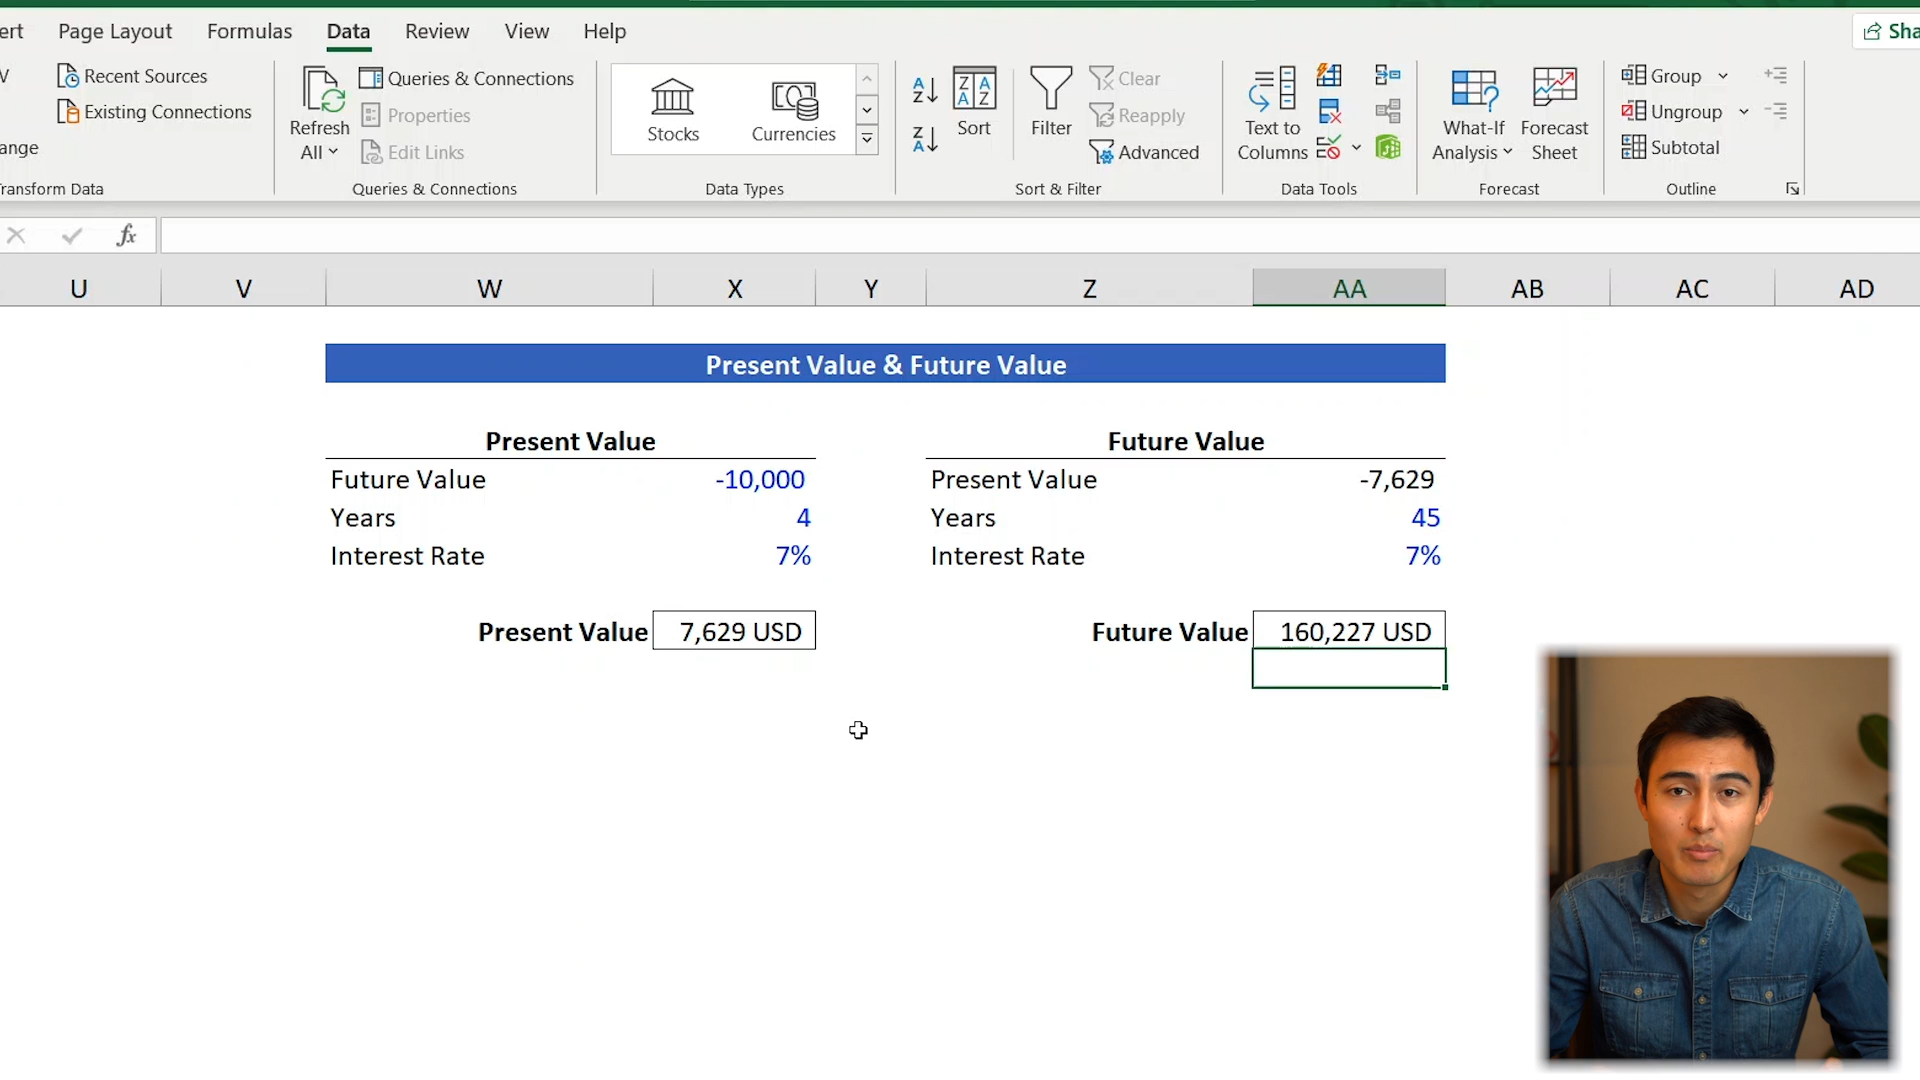 ert Page Layout Formulas Data Review View Help Sha
Recent Sources
Existing Connections
ange
Transform Data
Refresh
All
Queries & Connections
Properties
Edit Links
Queries & Connections
Stocks
Currencies
Data Types
Sort
Filter
Clear
Reapply
Advanced
Sort & Filter
Text to
Columns
Data Tools
What-If
Analysis
Forecast
Sheet
Forecast
Group
Ungroup
Subtotal
Outline
fx
U V W X Y Z AA AB AC AD
Present Value & Future Value
Present Value
Future Value -10,000
Years 4
Interest Rate 7%
Present Value 7,629 USD
Future Value
Present Value -7,629
Years 45
Interest Rate 7%
Future Value 160,227 USD